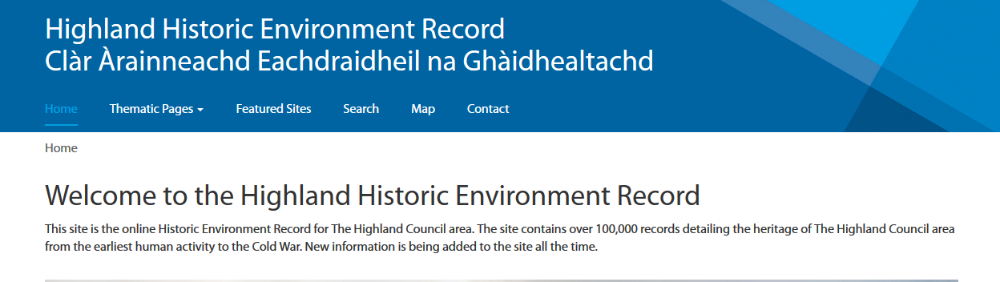 Highland Historic Environment Record
Clàr Àrainneachd Eachdraidheil na Ghàidhealtachd
Home Thematic Pages Featured Sites Search Map Contact
Home
Welcome to the Highland Historic Environment Record
This site is the online Historic Environment Record for The Highland Council area. The site contains over 100,000 records detailing the heritage of The Highland Council area
from the earliest human activity to the Cold War. New information is being added to the site all the time.